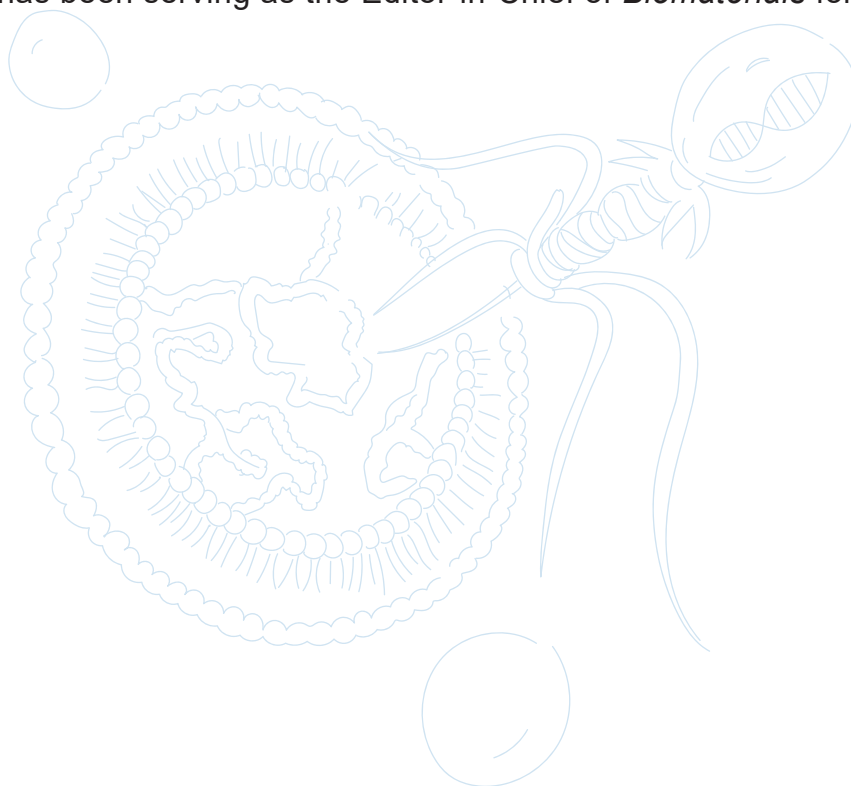 has been serving as the Editor-in-Chief of Biomaterials for